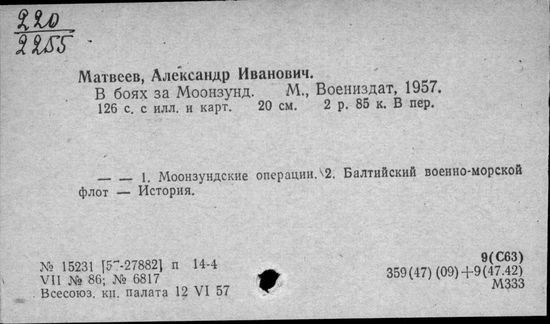 220
2255
Матвеев, Александр Иванович.
В боях за Моонзунд. М., Воениздат, 1957.
126 с. с илл. и карт. 20 см. 2 р. 85 к. В пер.
— — 1. Моонзундские операции. 2. Балтийский военно-морской
флот — История.
№ 15231 [57-27882] п 14-4
VII № 86; № 6817
Всесоюз. кн. палата 12 VI 57
9(С63)
359(47) (09)+9(47.42)
М333